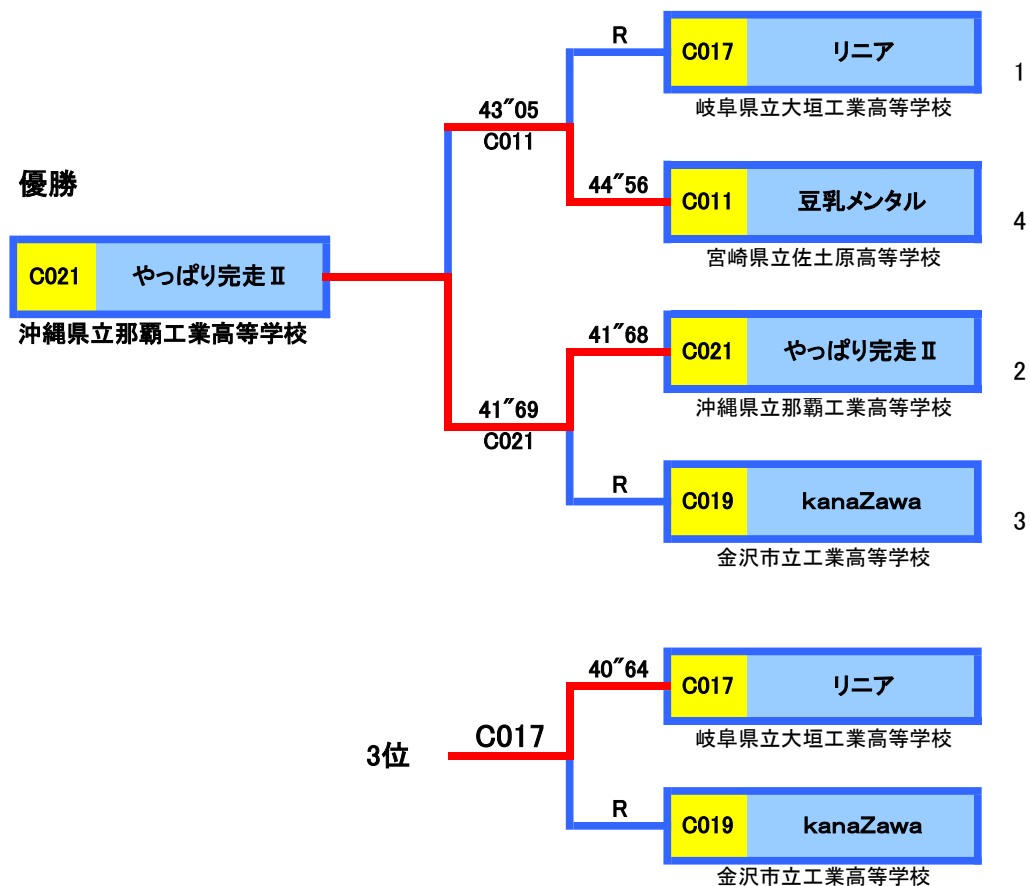 R
C017 リニア
1
岐阜県立大垣工業高等学校
43"05
C011
44"56
C011 豆乳メンタル
4
宮崎県立佐土原高等学校
優勝
C021 やっぱり完走Ⅱ
沖縄県立那覇工業高等学校
41"68
C021 やっぱり完走Ⅱ
2
沖縄県立那覇工業高等学校
41"69
C021
R
C019 kanaZawa
3
金沢市立工業高等学校
40"64
C017 リニア
岐阜県立大垣工業高等学校
3位
C017
R
C019 kanaZawa
金沢市立工業高等学校